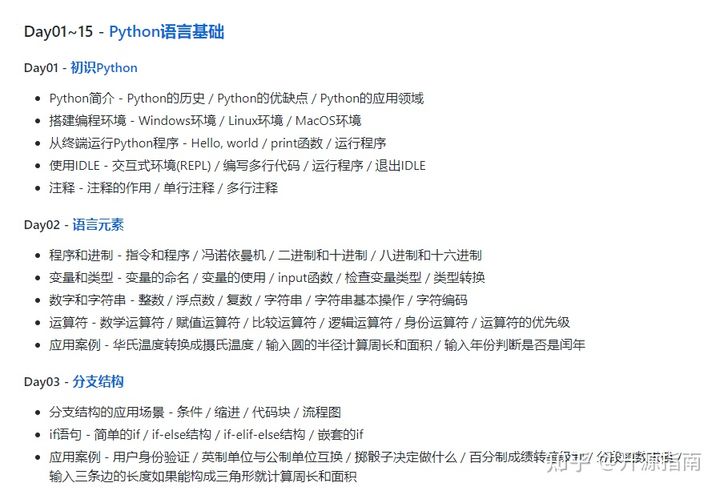 Day01~15 - Python语言基础
Day01 - 初识Python
Python简介 - Python的历史 / Python的优缺点 / Python的应用领域
搭建编程环境 - Windows环境 / Linux环境 / MacOS环境
从终端运行Python程序 - Hello, world / print函数 / 运行程序
使用IDLE - 交互式环境(REPL) / 编写多行代码 / 运行程序 / 退出IDLE
注释 - 注释的作用 / 单行注释 / 多行注释
Day02 - 语言元素
程序和进制 - 指令和程序 / 冯诺依曼机 / 二进制和十进制 / 八进制和十六进制
变量和类型 - 变量的命名 / 变量的使用 / input函数 / 检查变量类型 / 类型转换
数字和字符串 - 整数 / 浮点数 / 复数 / 字符串 / 字符串基本操作 / 字符编码
运算符 - 数学运算符 / 赋值运算符 / 比较运算符 / 逻辑运算符 / 身份运算符 / 运算符的优先级
应用案例 - 华氏温度转换成摄氏温度 / 输入圆的半径计算周长和面积 / 输入年份判断是否是闰年
Day03 - 分支结构
分支结构的应用场景 - 条件 / 缩进 / 代码块 / 流程图
if语句 - 简单的if / if-else结构 / if-elif-else结构 / 嵌套的if
应用案例 - 用户身份验证 / 英制单位与公制单位互换 / 掷骰子决定做什么 / 百分制成绩转等级制 / 分段函数求值 /
输入三条边的长度如果能构成三角形就计算周长和面积
知乎 @开源指南